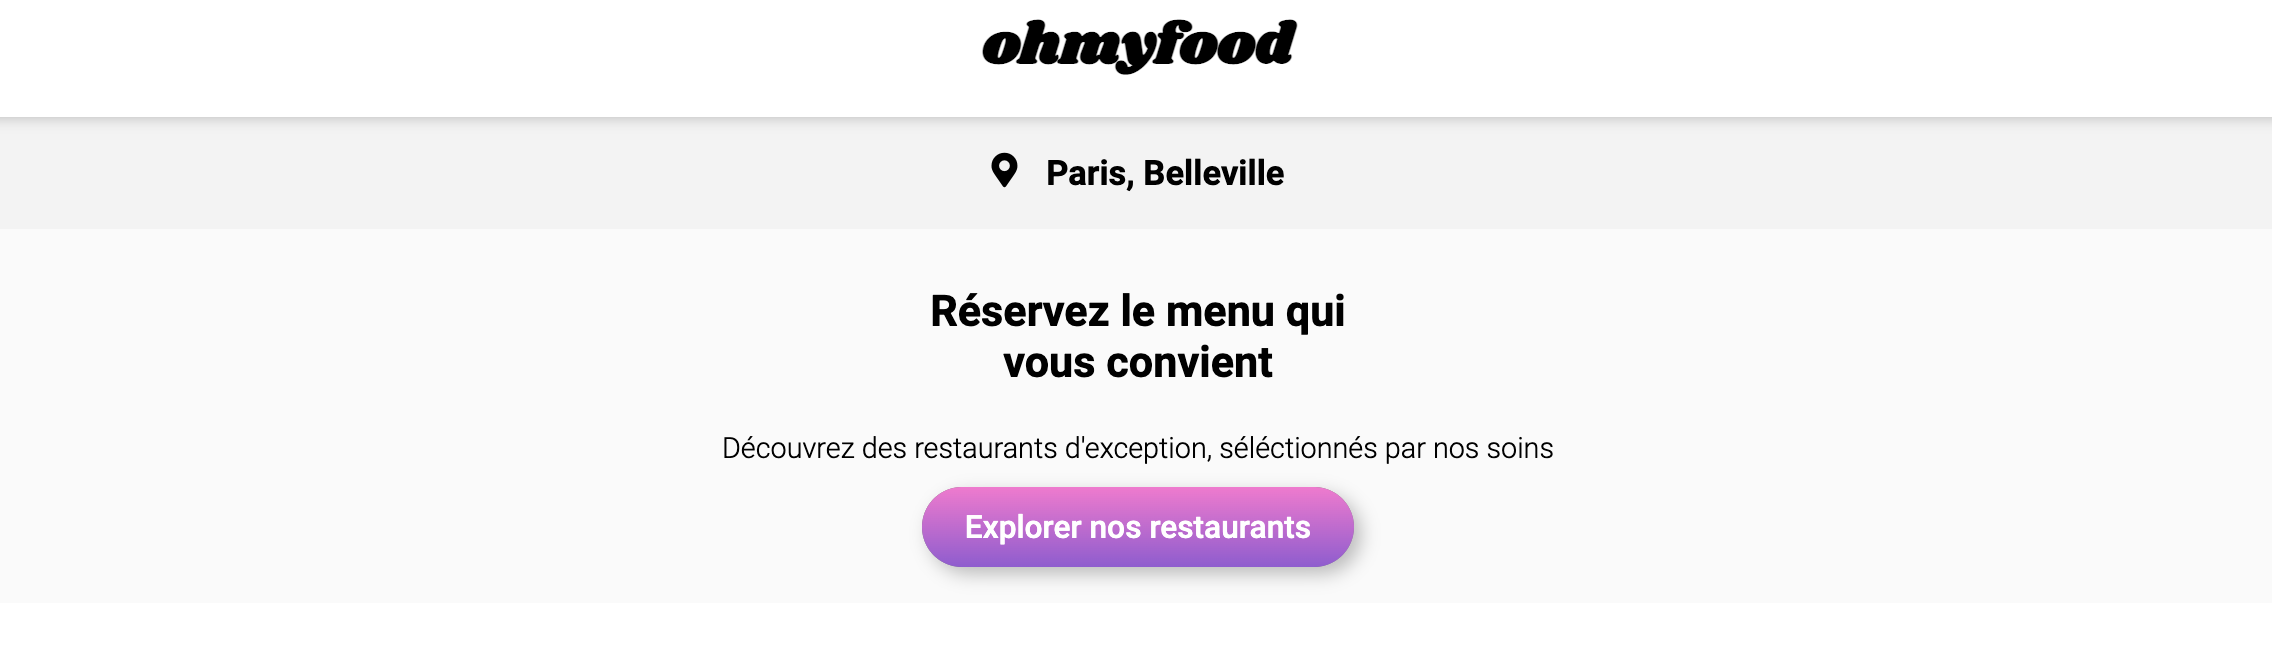 ohmyfood
Paris, Belleville
Réservez le menu qui
vous convient
Découvrez des restaurants d'exception, séléctionnés par nos soins
Explorer nos restaurants